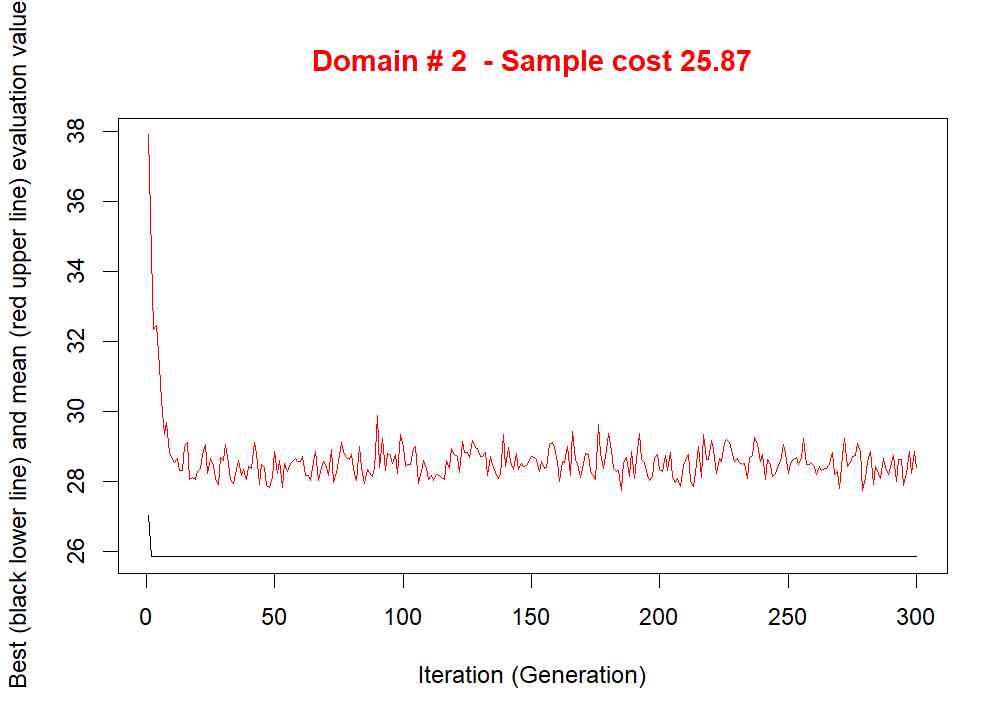 Domain # 2  - Sample cost 25.87
Best (black lower line) and mean (red upper line) evaluation value
38
36
34
32
30
28
26
0 50 100 150 200 250 300
Iteration (Generation)